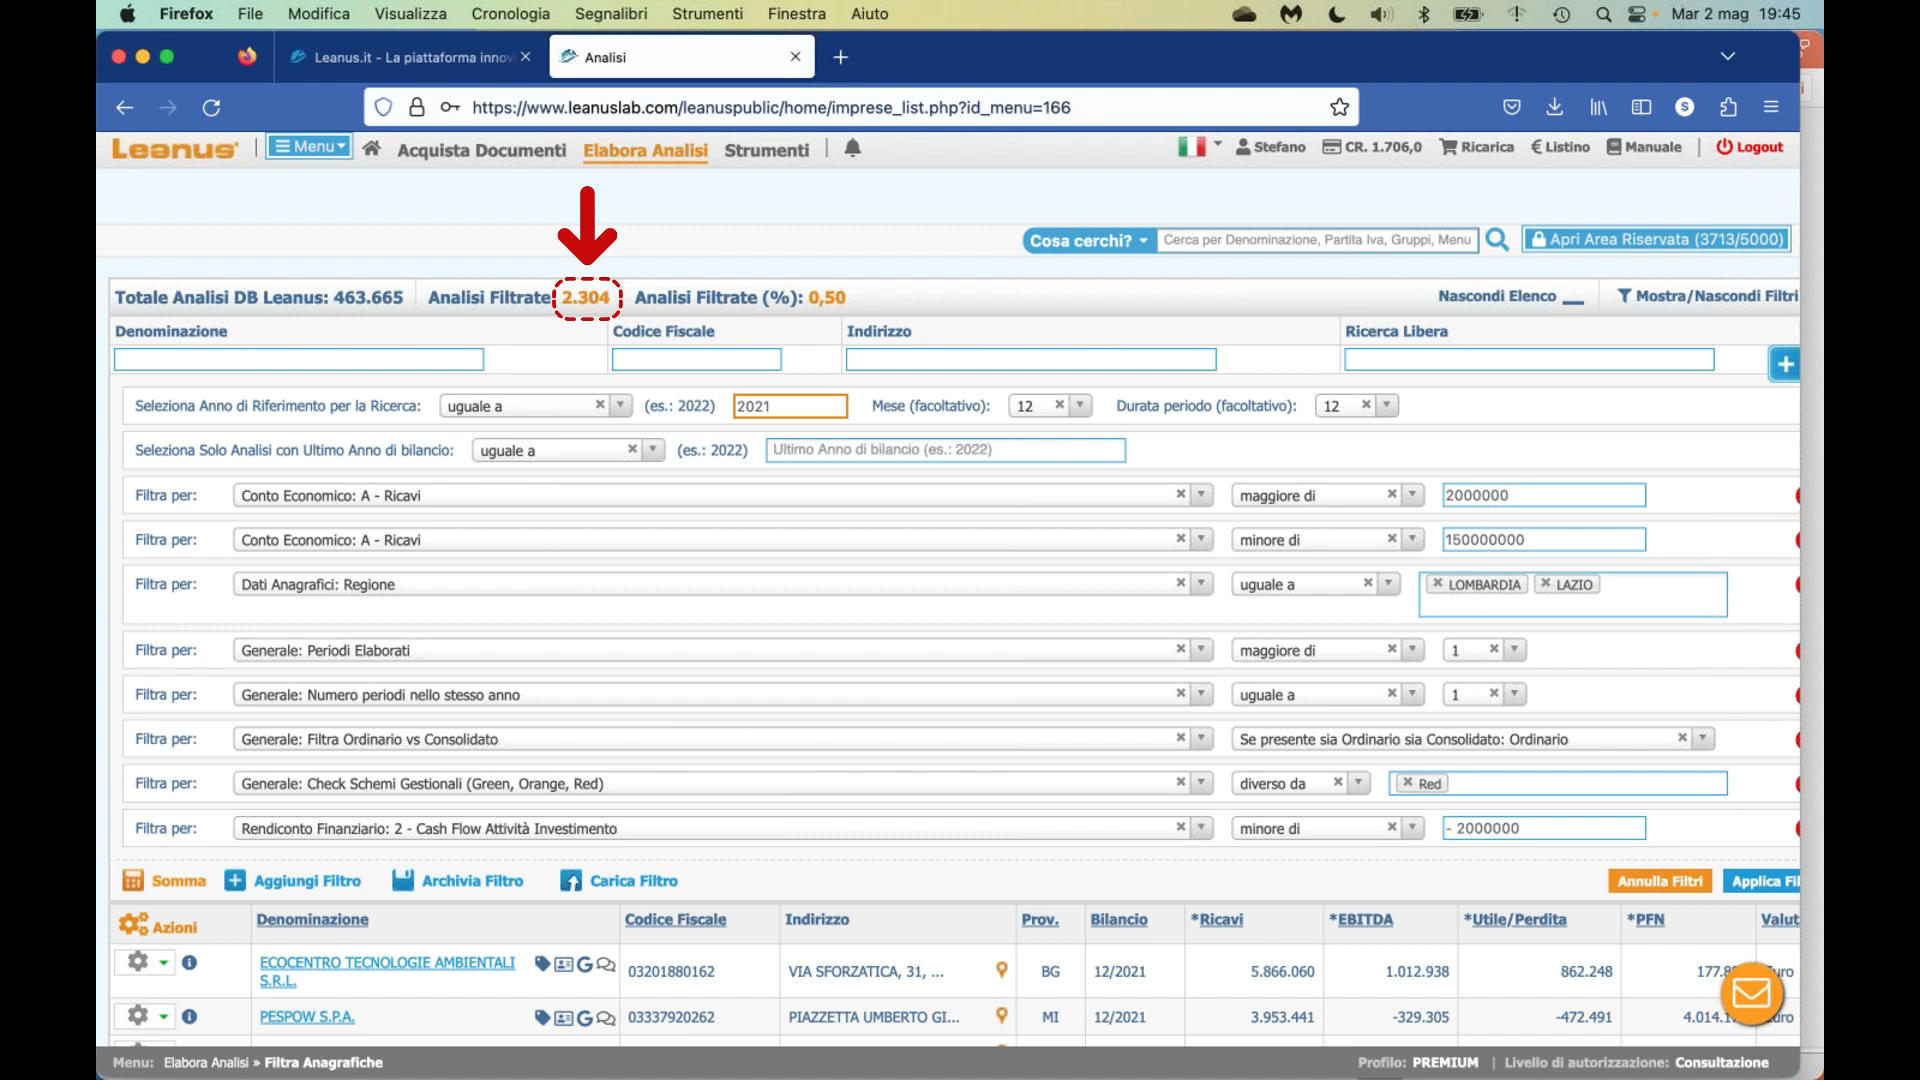 Firefox File Modifica Visualizza Cronologia Segnalibri Strumenti Finestra Aiuto Mar 2 mag 19:45
Leanus.it - La piattaforma innov Analisi
https://www.leanuslab.com/leanuspublic/home/imprese_list.php?id_menu=166 S
Leanus Menu Acquista Documenti Elabora Analisi Strumenti Stefano CR. 1.706,0 Ricarica € Listino Manuale Logout
Cosa cerchi? Cerca per Denominazione, Partita Iva, Gruppi, Menu Apri Area Riservata (3713/5000)
Totale Analisi DB Leanus: 463.665 Analisi Filtrate 2.304 Analisi Filtrate (%): 0,50 Nascondi Elenco Mostra/Nascondi Filtri
Denominazione Codice Fiscale Indirizzo Ricerca Libera
Seleziona Anno di Riferimento per la Ricerca: uguale a (es.: 2022) 2021 Mese (facoltativo): 12 Durata periodo (facoltativo): 12
Seleziona Solo Analisi con Ultimo Anno di bilancio: uguale a (es.: 2022) Ultimo Anno di bilancio (es.: 2022)
Filtra per: Conto Economico: A - Ricavi maggiore di 2000000
Filtra per: Conto Economico: A - Ricavi minore di 150000000
Filtra per: Dati Anagrafici: Regione uguale a LOMBARDIA LAZIO
Filtra per: Generale: Periodi Elaborati maggiore di 1
Filtra per: Generale: Numero periodi nello stesso anno uguale a 1
Filtra per: Generale: Filtra Ordinario vs Consolidato Se presente sia Ordinario sia Consolidato: Ordinario
Filtra per: Generale: Check Schemi Gestionali (Green, Orange, Red) diverso da Red
Filtra per: Rendiconto Finanziario: 2 - Cash Flow Attività Investimento minore di - 2000000
Somma Aggiungi Filtro Archivia Filtro Carica Filtro Annulla Filtri Applica Fil
Azioni Denominazione Codice Fiscale Indirizzo Prov. Bilancio *Ricavi *EBITDA *Utile/Perdita *PFN Valut
ECOCENTRO TECNOLOGIE AMBIENTALI
S.R.L. 03201880162 VIA SFORZATICA, 31, ... BG 12/2021 5.866.060 1.012.938 862.248 177.8
PESPOW S.P.A. 03337920262 PIAZZETTA UMBERTO GI... MI 12/2021 3.953.441 -329.305 -472.491 4.014.1
Menu: Elabora Analisi » Filtra Anagrafiche Profilo: PREMIUM | Livello di autorizzazione: Consultazione